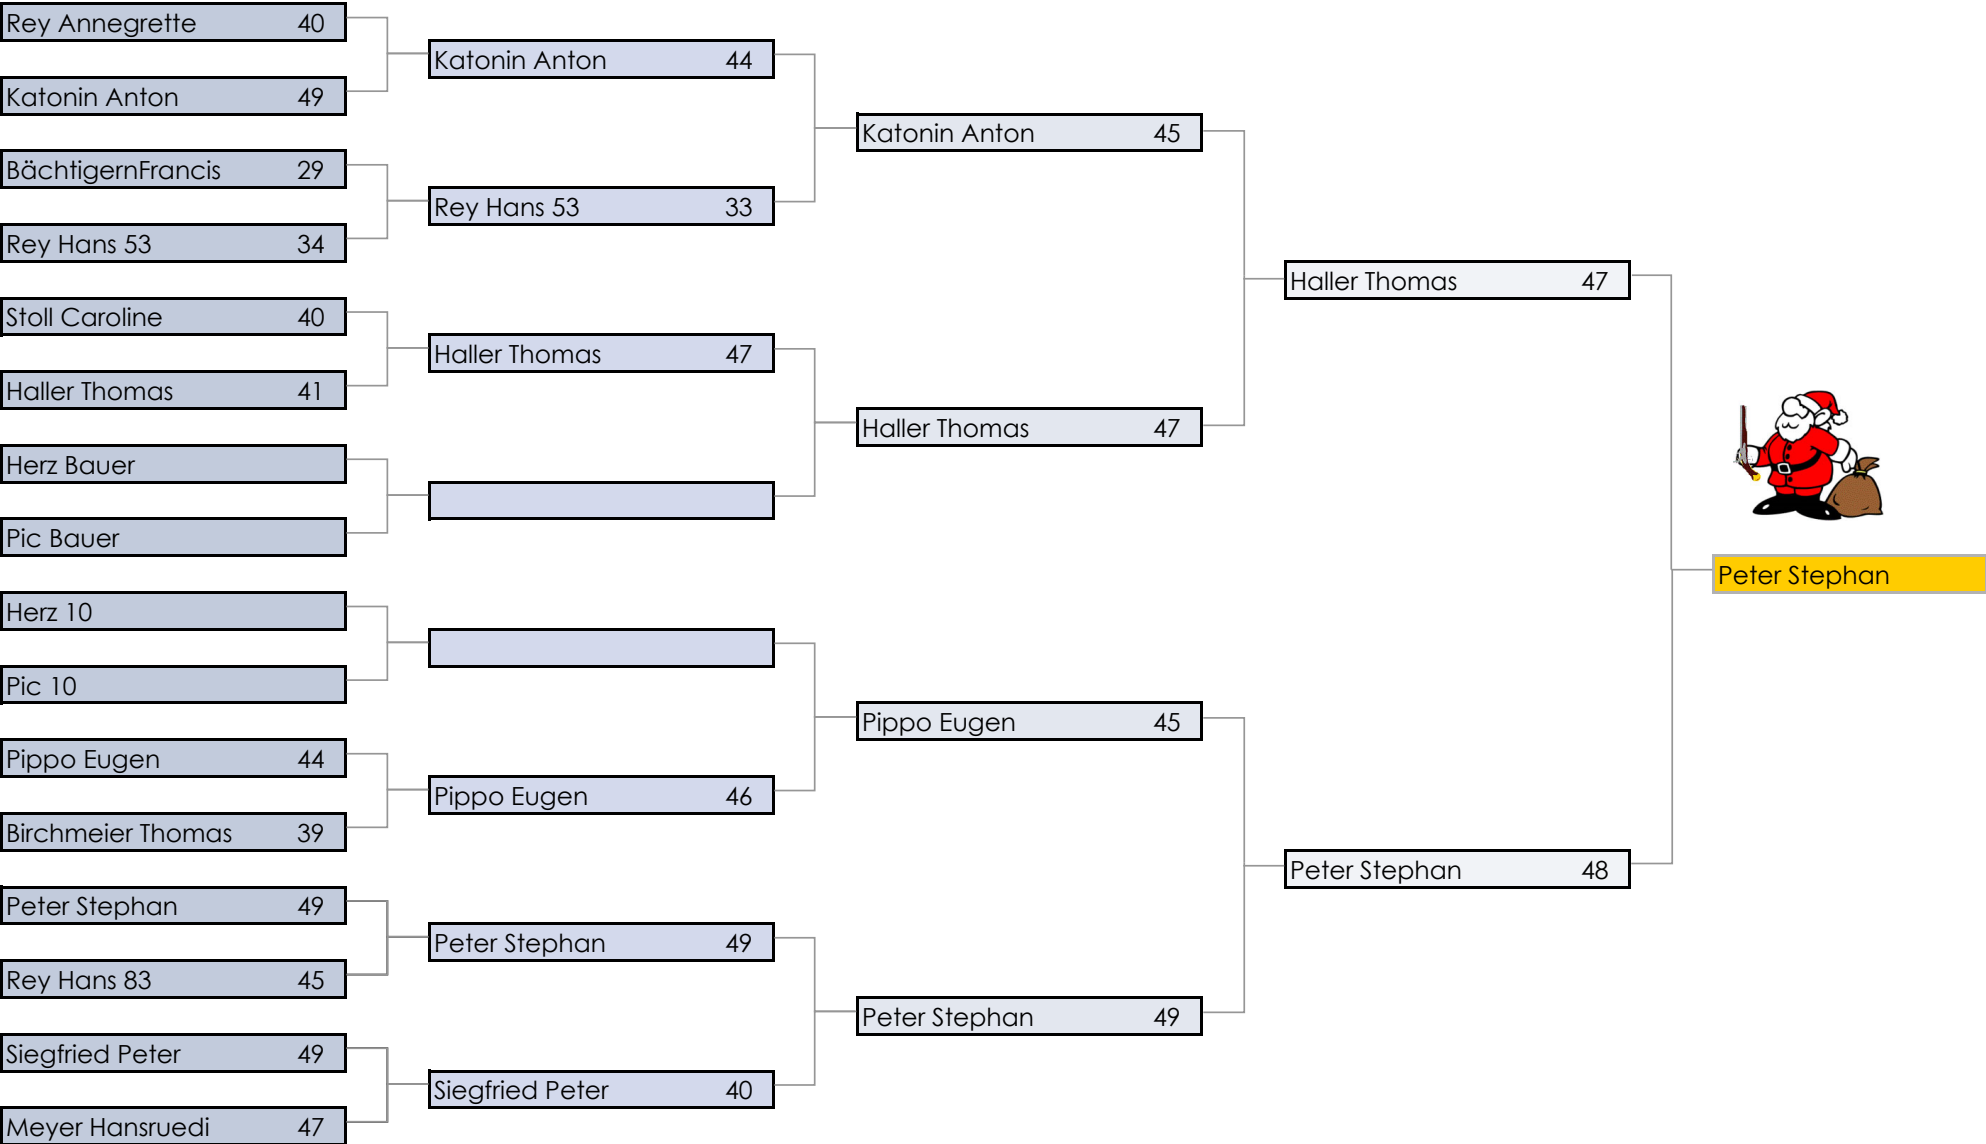 Rey Annegrette 40
Katonin Anton 49
BächtigernFrancis 29
Rey Hans 53 34
Stoll Caroline 40
Haller Thomas 41
Herz Bauer
Pic Bauer
Herz 10
Pic 10
Pippo Eugen 44
Birchmeier Thomas 39
Peter Stephan 49
Rey Hans 83 45
Siegfried Peter 49
Meyer Hansruedi 47
Katonin Anton 44
Rey Hans 53 33
Haller Thomas 47
Pippo Eugen 46
Peter Stephan 49
Siegfried Peter 40
Katonin Anton 45
Haller Thomas 47
Pippo Eugen 45
Peter Stephan 49
Haller Thomas 47
Peter Stephan 48
Peter Stephan